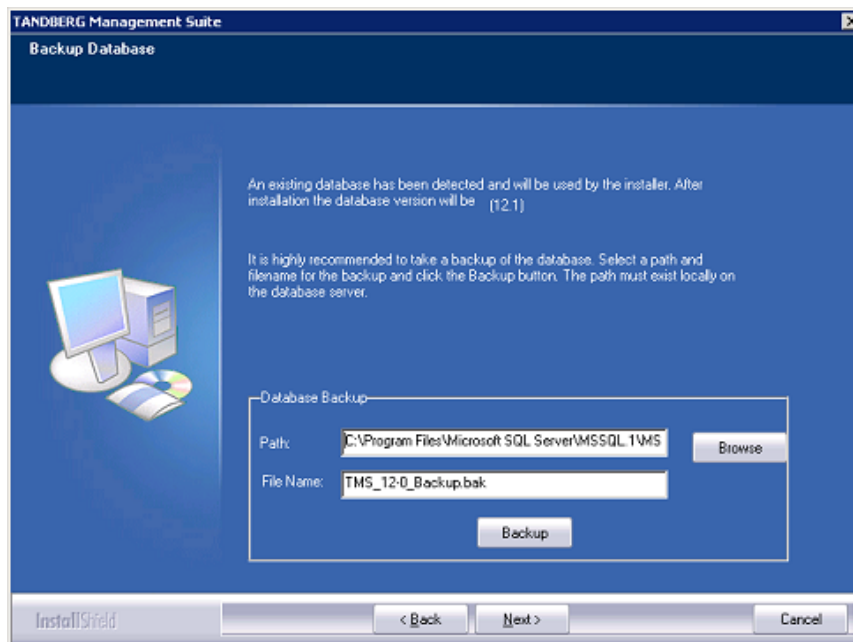 TANDBERG Management Suite
Backup Database
An existing database has been detected and will be used by the installer. After
installation the database version will be (12.1)
It is highly recommended to take a backup of the database. Select a path and
filename for the backup and click the Backup button. The path must exist locally on
the database server.
Database Backup
Path: C:\Program Files\Microsoft SQL Server\MSSQL.1\MS Browse
File Name: TMS_12-0_Backup.bak
Backup
InstallShield < Back Next > Cancel